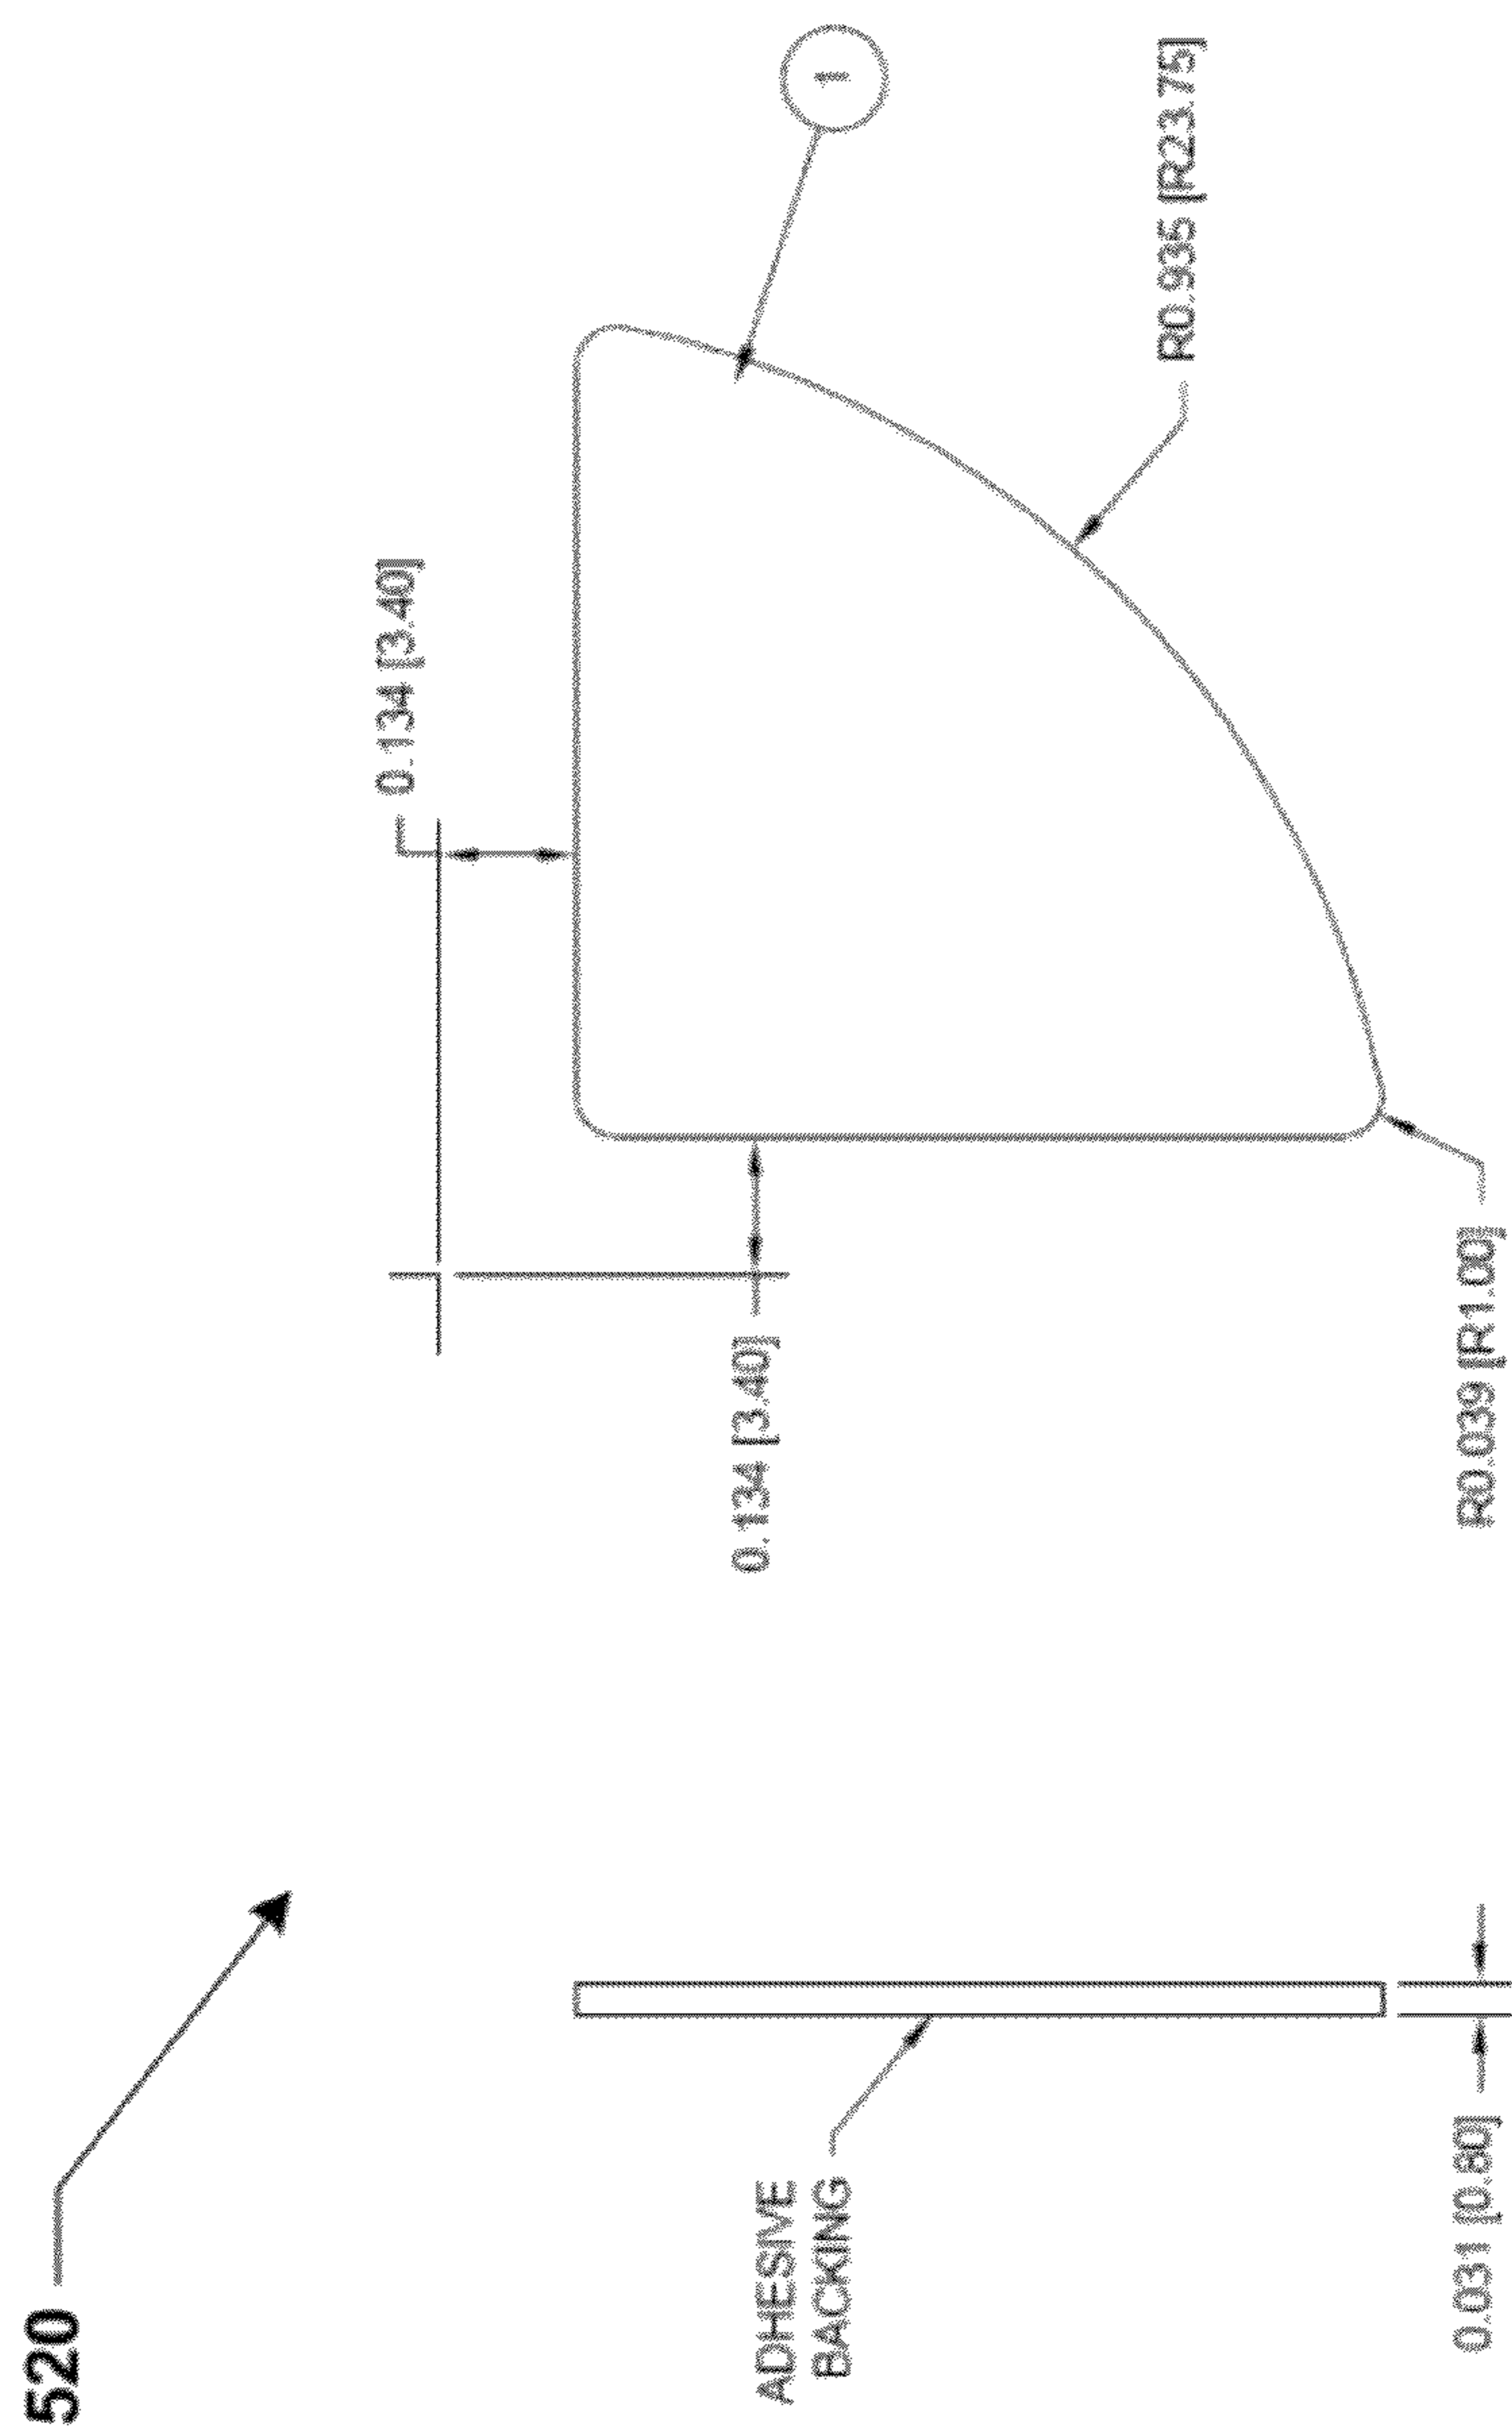 520
0.134 [3.40]
0.134 [3.40]
ADHESIVE
BACKING
1
R0.935 [R23.75]
0.031 [0.80]
R0.039 [R1.00]